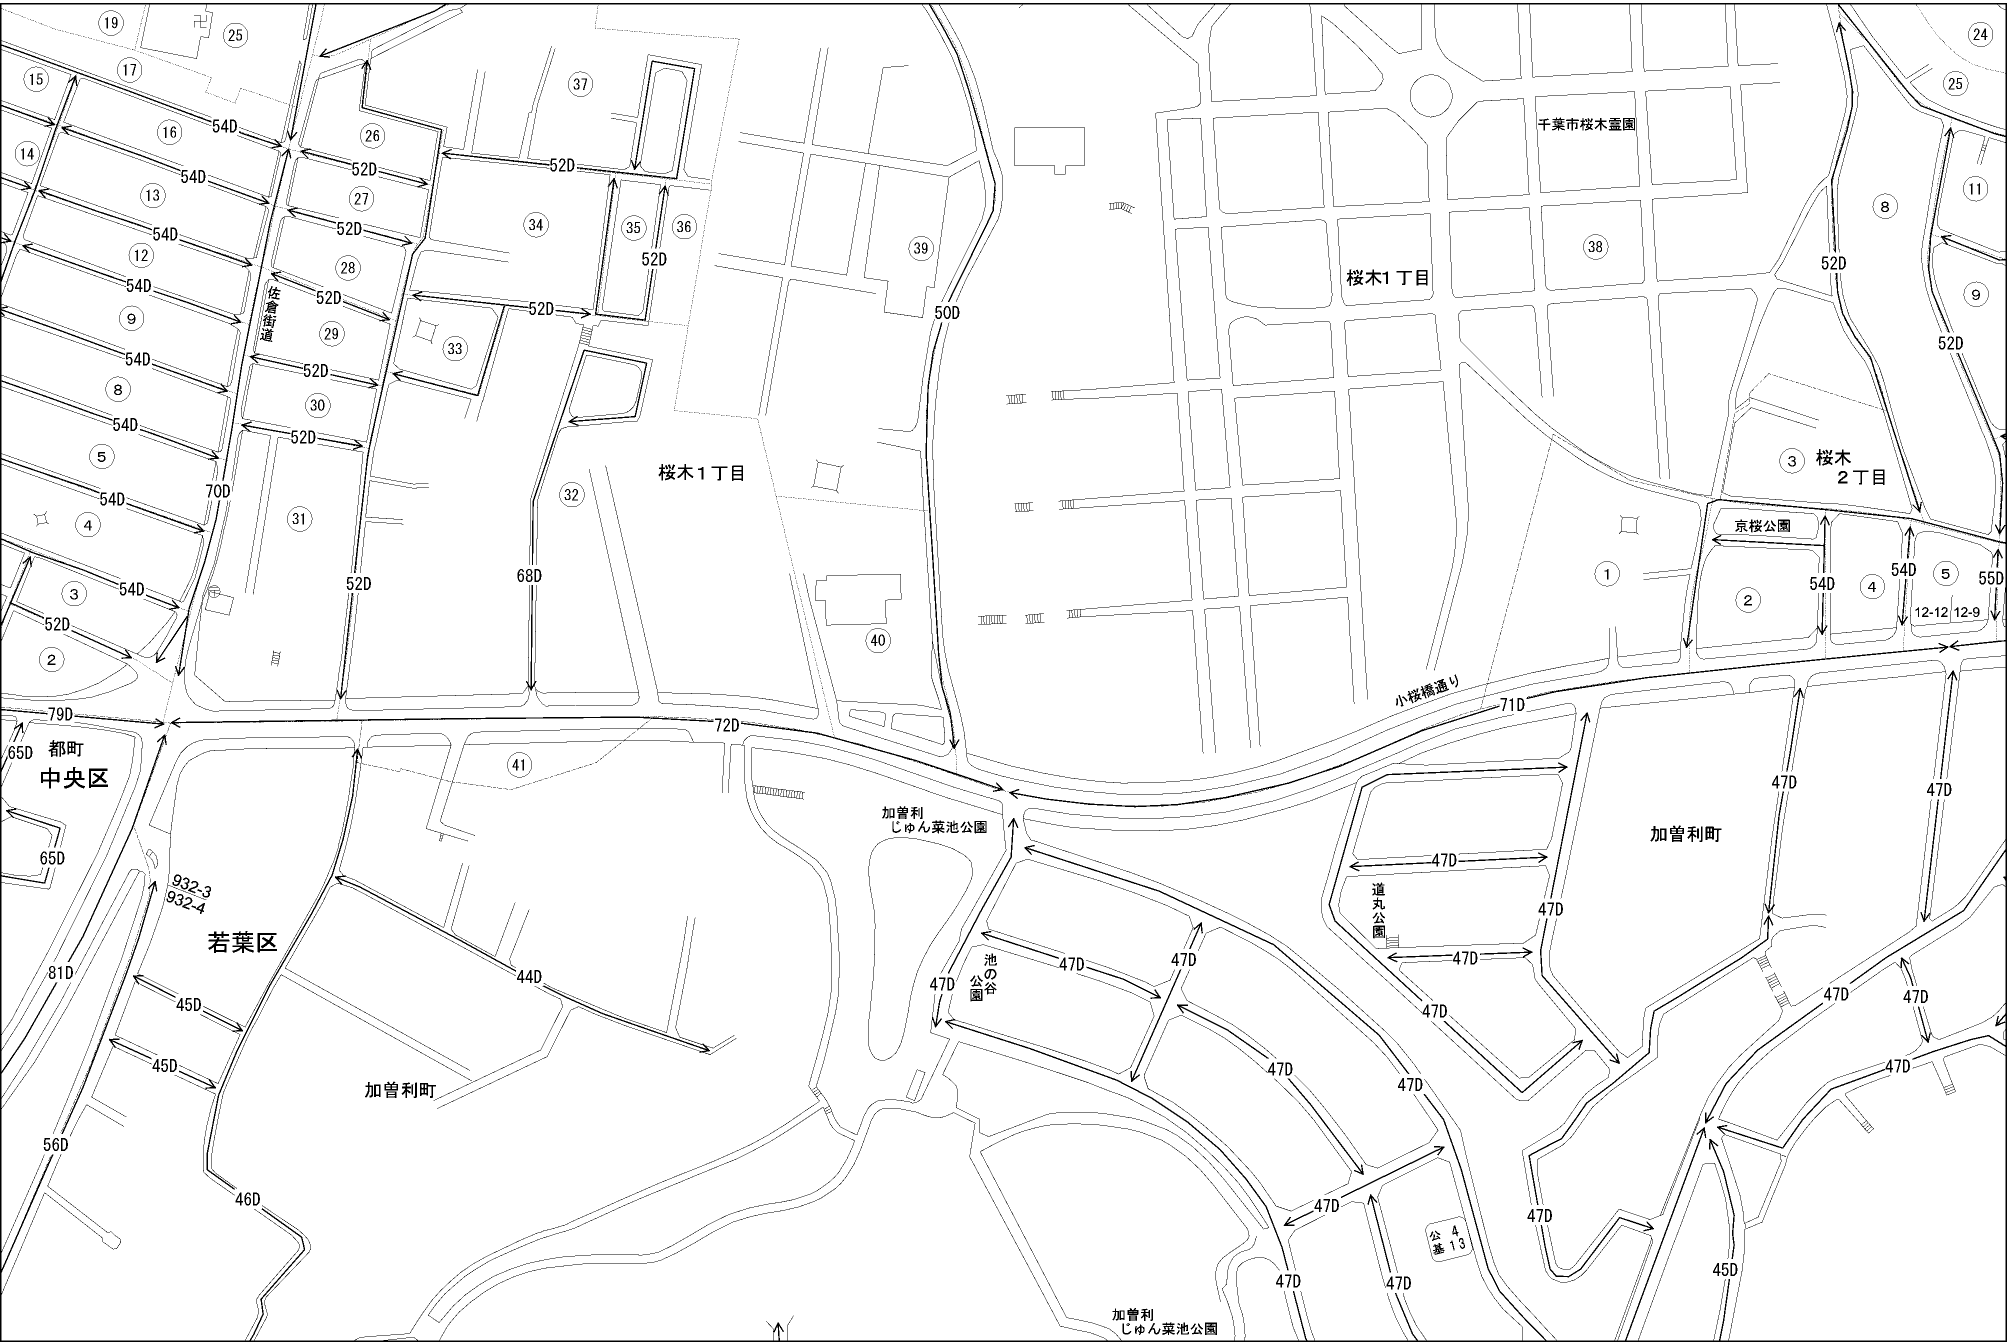 19
25
24
15
17
37
25
16
54D
26
千葉市桜木霊園
14
54D
52D
52D
13
27
11
8
54D
52D
34
35
36
39
38
12
28
52D
52D
桜木1丁目
54D
佐倉街道
52D
9
9
52D
50D
29
33
52D
54D
52D
8
30
54D
52D
5
桜木1丁目
3
桜木
2丁目
54D
70D
31
32
4
京桜公園
54D
3
52D
68D
1
2
54D
4
54D
5
55D
12-12
12-9
52D
2
40
小桜橋通り
71D
79D
72D
65D
都町
中央区
41
47D
47D
加曽利
じゅん菜池公園
加曽利町
65D
47D
932-3
932-4
道丸公園
47D
若葉区
47D
81D
44D
47D
池の谷
公園
47D
47D
45D
47D
47D
47D
45D
47D
47D
47D
加曽利町
56D
46D
47D
47D
公 4
基 13
47D
47D
45D
加曽利
じゅん菜池公園